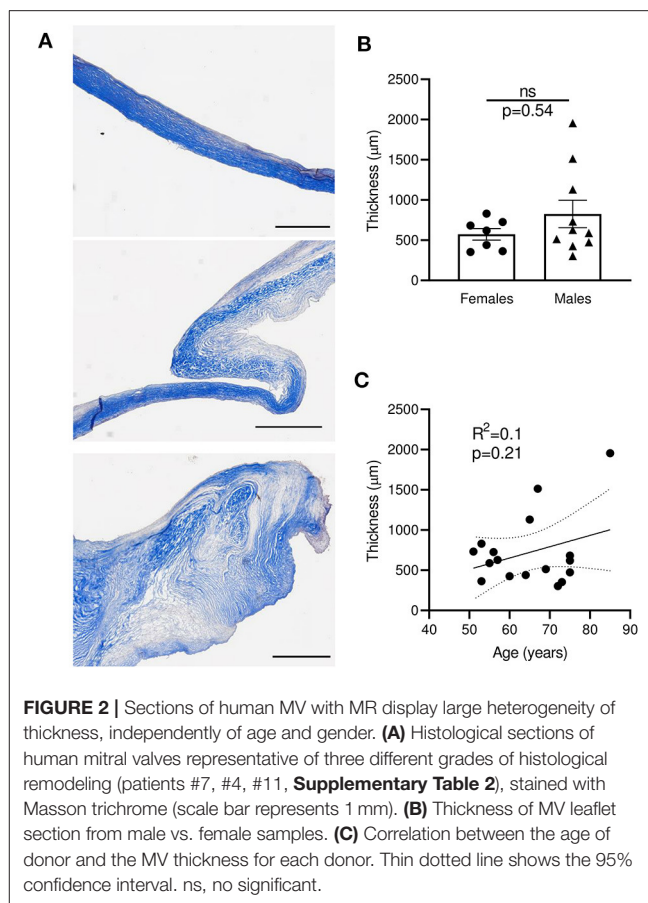 A
B
2500
2000
1500
1000
500
0
Thickness (µm)
ns
p=0.54
Females
Males
C
2500
2000
1500
1000
500
0
Thickness (µm)
R²=0.1
p=0.21
40
50
60
70
80
90
Age (years)
FIGURE 2 | Sections of human MV with MR display large heterogeneity of
thickness, independently of age and gender. (A) Histological sections of
human mitral valves representative of three different grades of histological
remodeling (patients #7, #4, #11, Supplementary Table 2), stained with
Masson trichrome (scale bar represents 1 mm). (B) Thickness of MV leaflet
section from male vs. female samples. (C) Correlation between the age of
donor and the MV thickness for each donor. Thin dotted line shows the 95%
confidence interval. ns, no significant.